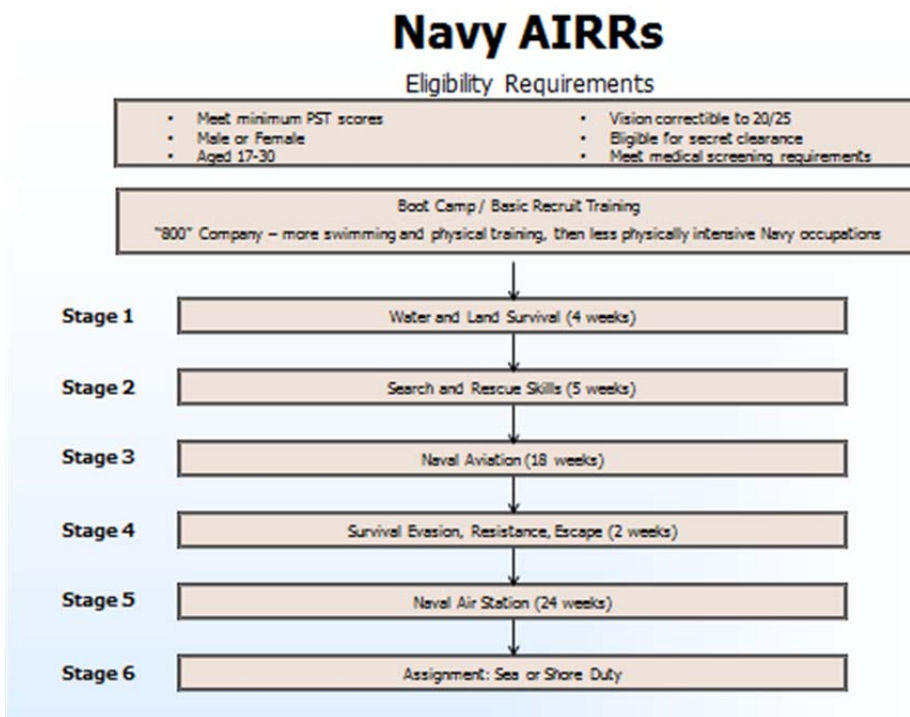 Navy AIRRs
Eligibility Requirements
• Meet minimum PST scores
• Male or Female
• Aged 17-30
• Vision correctible to 20/25
• Eligible for secret clearance
• Meet medical screening requirements
Boot Camp / Basic Recruit Training
"800" Company – more swimming and physical training, then less physically intensive Navy occupations
Stage 1
Water and Land Survival (4 weeks)
Stage 2
Search and Rescue Skills (5 weeks)
Stage 3
Naval Aviation (18 weeks)
Stage 4
Survival Evasion, Resistance, Escape (2 weeks)
Stage 5
Naval Air Station (24 weeks)
Stage 6
Assignment: Sea or Shore Duty